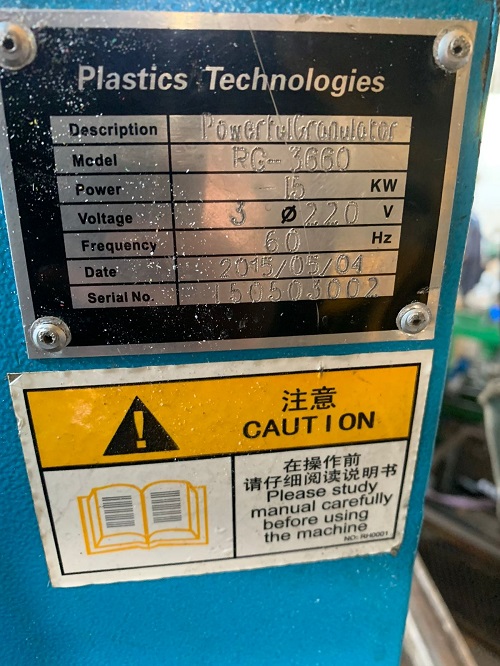 Plastics Technologies
Description PowerfulGranulator
Model RG-3660
Power 15 KW
Voltage 3 Ø 220 V
Frequency 60 Hz
Date 2015/05/04
Serial No. 150503002
注意
CAUTION
在操作前
请仔细阅读说明书
Please study
manual carefully
before using
the machine
NO: RH0001